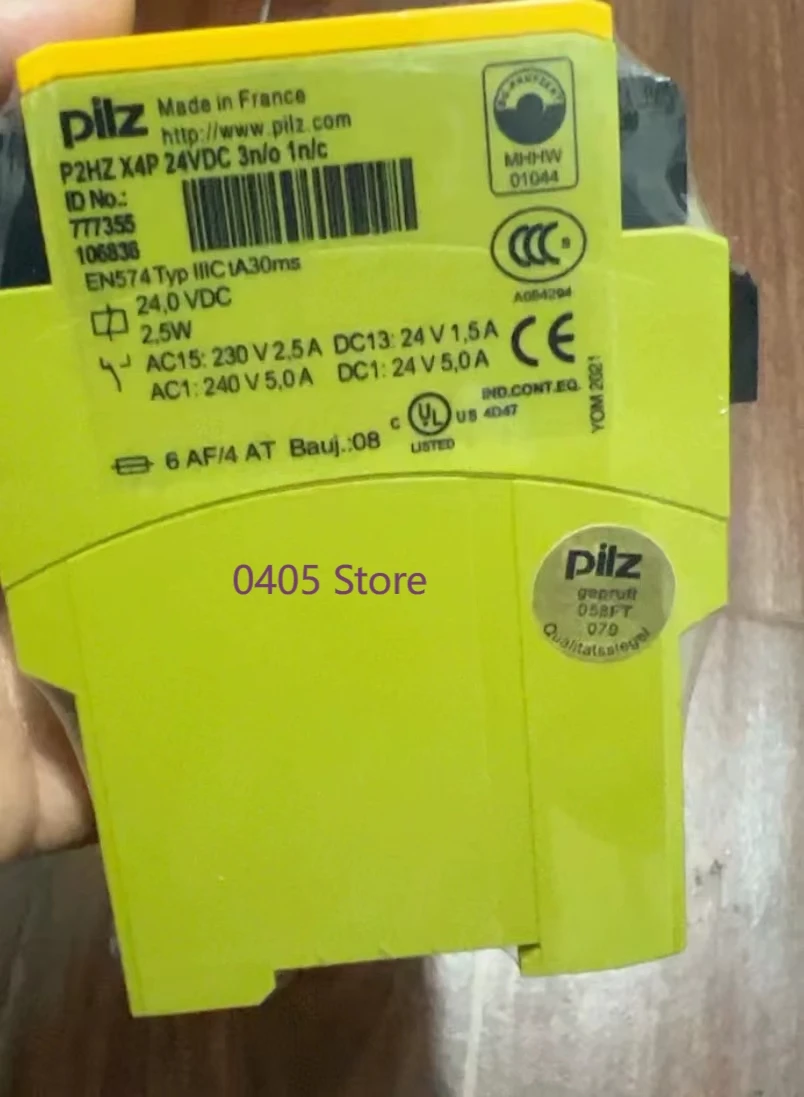 pilz
Made in France
http://www.pilz.com
P2HZ X4P 24VDC 3n/o 1n/c
ID No.:
777355
106836
EN574 Typ IIIC tA30ms
24,0 VDC
2,5W
AC15: 230 V 2,5 A DC13: 24 V 1,5 A
AC1: 240 V 5,0 A DC1: 24 V 5,0 A
6 AF/4 AT Bauj.:08
MHHW
01044
CCC S
A084294
CE
C UL US
LISTED
IND.CONT.EQ.
4D47
YOM 2021
0405 Store
pilz
geprüft
058FT
079
Qualitätssiegel